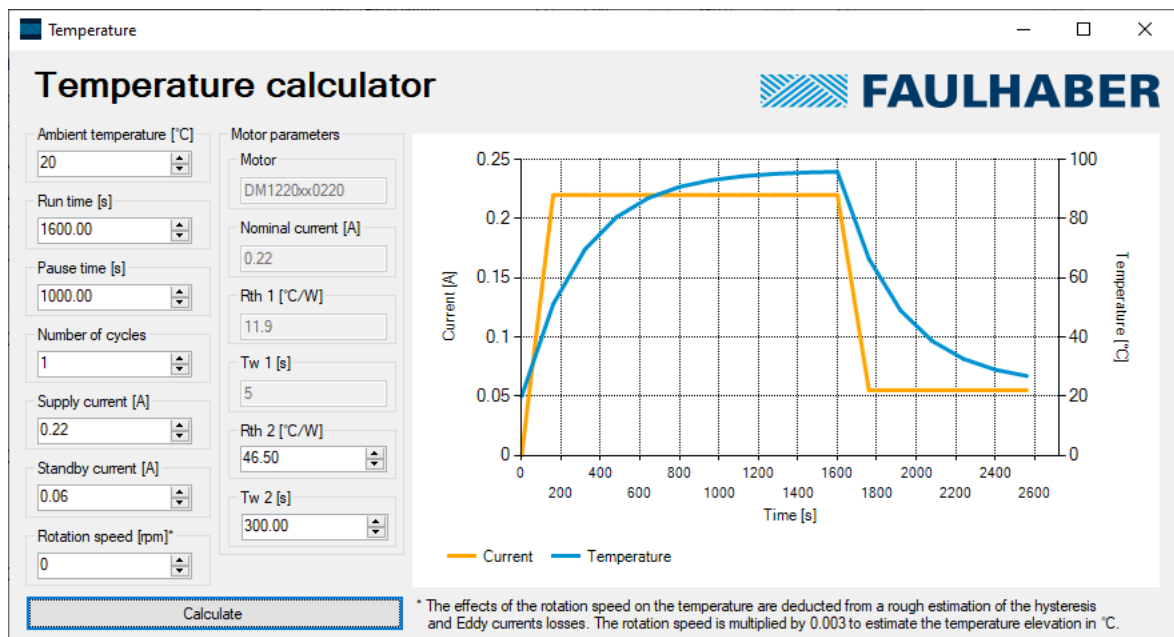 Temperature
Temperature calculator
FAULHABER
Ambient temperature [°C]
20
Run time [s]
1600.00
Pause time [s]
1000.00
Number of cycles
1
Supply current [A]
0.22
Standby current [A]
0.06
Rotation speed [rpm]*
0
Calculate
Motor parameters
Motor
DM1220xx0220
Nominal current [A]
0.22
Rth 1 [°C/W]
11.9
Tw 1 [s]
5
Rth 2 [°C/W]
46.50
Tw 2 [s]
300.00
Current [A]
0.25
0.2
0.15
0.1
0.05
0
100
80
60
40
20
0
Temperature [°C]
0 400 800 1200 1600 2000 2400
200 600 1000 1400 1800 2200 2600
Time [s]
Current Temperature
* The effects of the rotation speed on the temperature are deducted from a rough estimation of the hysteresis
and Eddy currents losses. The rotation speed is multiplied by 0.003 to estimate the temperature elevation in °C.